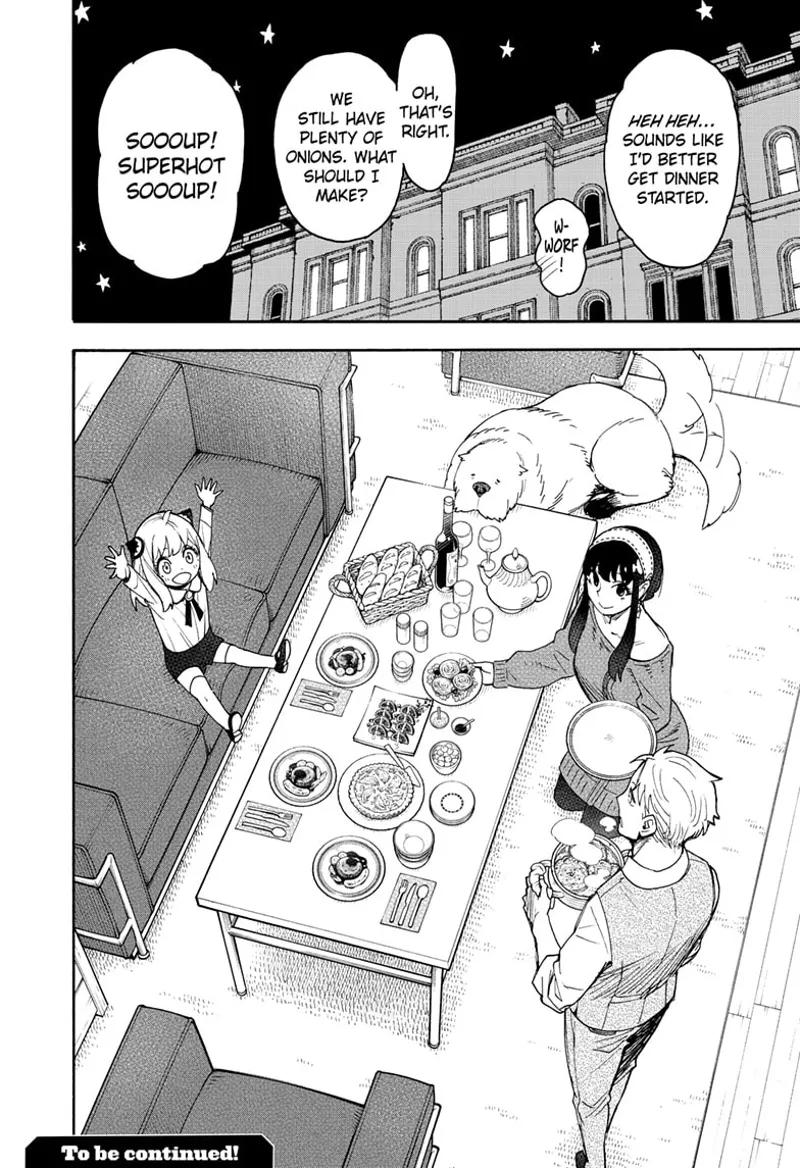 HEH HEH...
SOUNDS LIKE
I'D BETTER
GET DINNER
STARTED.
W-
WORF
!
OH,
THAT'S
RIGHT.
WE
STILL HAVE
PLENTY OF
ONIONS. WHAT
SHOULD I
MAKE?
SOOOUP!
SUPERHOT
SOOOUP!
To be continued!